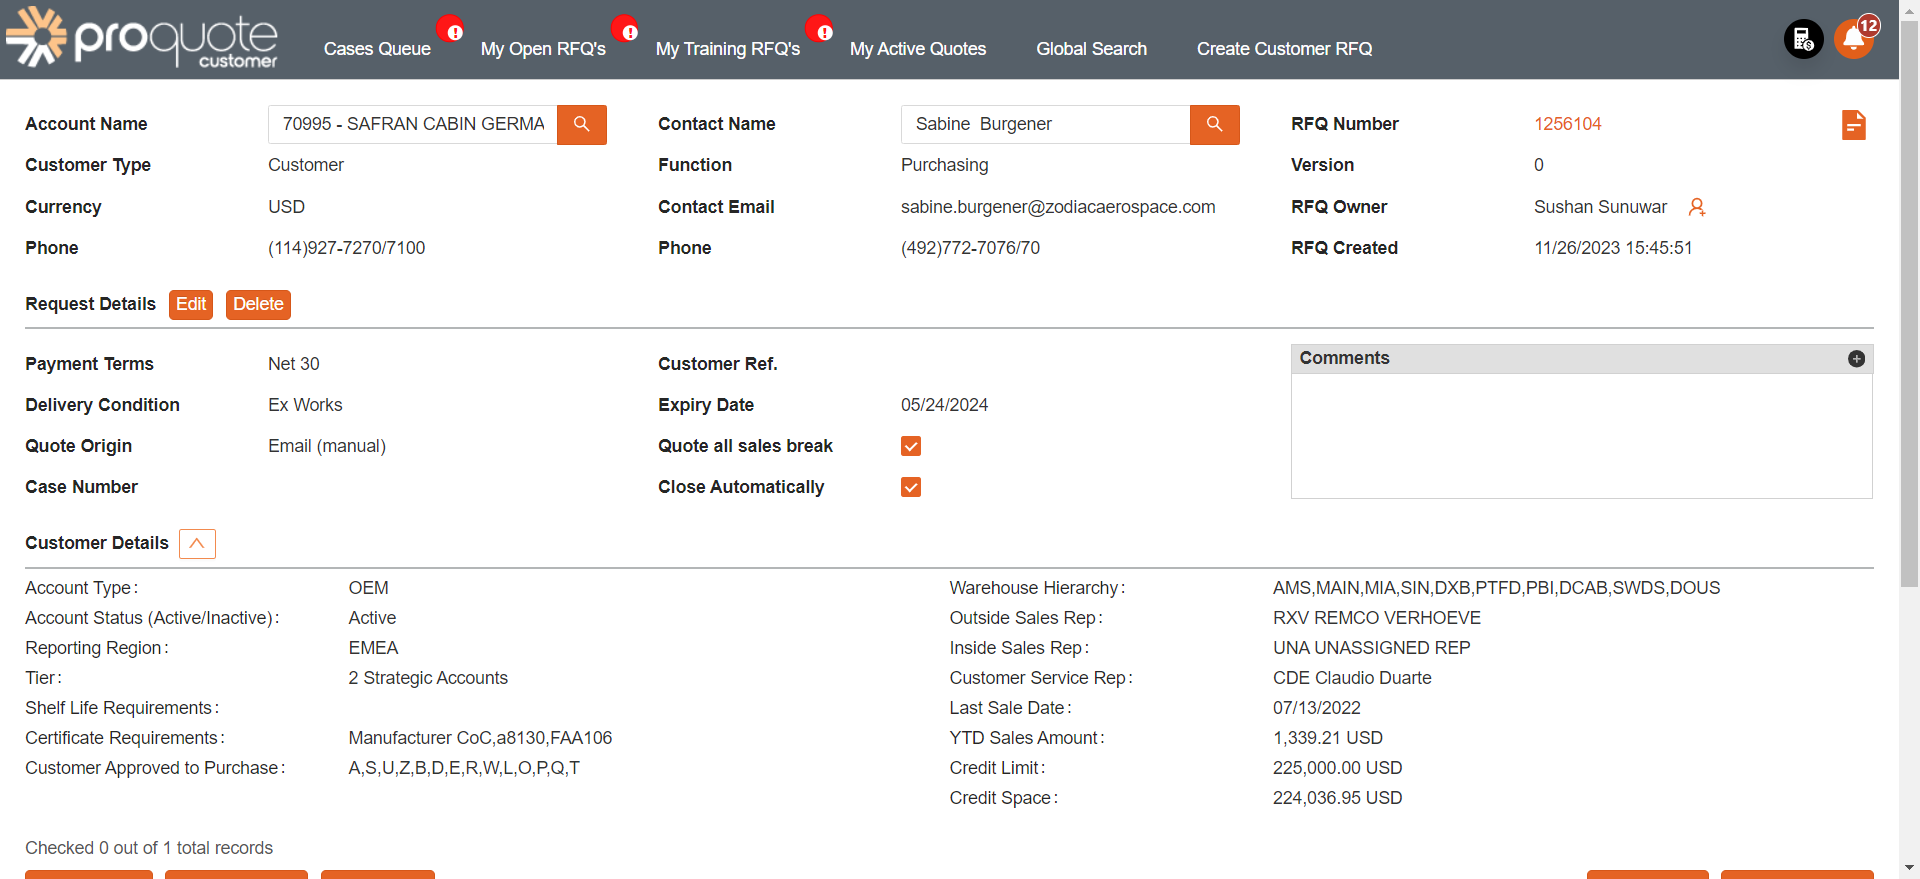 proquote customer
Cases Queue ! My Open RFQ's ! My Training RFQ's ! My Active Quotes Global Search Create Customer RFQ 12
Account Name 70995 - SAFRAN CABIN GERMA Contact Name Sabine Burgener RFQ Number 1256104
Customer Type Customer Function Purchasing Version 0
Currency USD Contact Email sabine.burgener@zodiacaerospace.com RFQ Owner Sushan Sunuwar
Phone (114)927-7270/7100 Phone (492)772-7076/70 RFQ Created 11/26/2023 15:45:51
Request Details Edit Delete
Payment Terms Net 30 Customer Ref. Comments
Delivery Condition Ex Works Expiry Date 05/24/2024
Quote Origin Email (manual) Quote all sales break
Case Number Close Automatically
Customer Details
Account Type: OEM Warehouse Hierarchy: AMS,MAIN,MIA,SIN,DXB,PTFD,PBI,DCAB,SWDS,DOUS
Account Status (Active/Inactive): Active Outside Sales Rep: RXV REMCO VERHOEVE
Reporting Region: EMEA Inside Sales Rep: UNA UNASSIGNED REP
Tier: 2 Strategic Accounts Customer Service Rep: CDE Claudio Duarte
Shelf Life Requirements: Last Sale Date: 07/13/2022
Certificate Requirements: Manufacturer CoC,a8130,FAA106 YTD Sales Amount: 1,339.21 USD
Customer Approved to Purchase: A,S,U,Z,B,D,E,R,W,L,O,P,Q,T Credit Limit: 225,000.00 USD
Credit Space: 224,036.95 USD
Checked 0 out of 1 total records